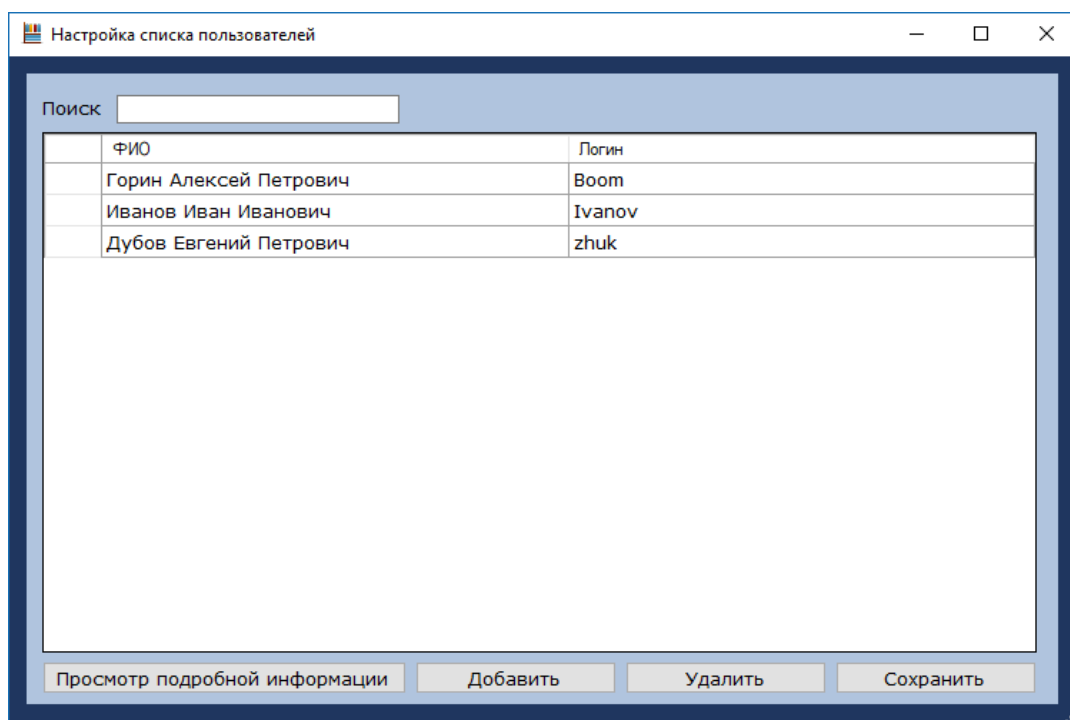 Настройка списка пользователей
Поиск
ФИО Логин
Горин Алексей Петрович Boom
Иванов Иван Иванович Ivanov
Дубов Евгений Петрович zhuk
Просмотр подробной информации Добавить Удалить Сохранить